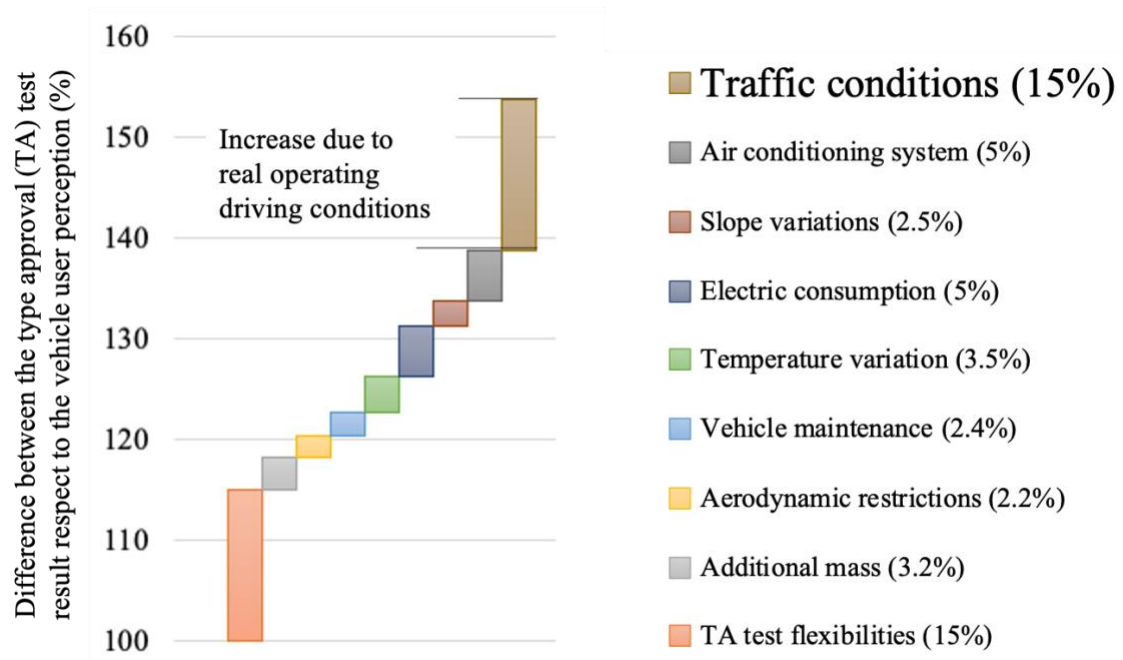 Difference between the type approval (TA) test
result respect to the vehicle user perception (%)
160
150
140
130
120
110
100
Increase due to
real operating
driving conditions
Traffic conditions (15%)
Air conditioning system (5%)
Slope variations (2.5%)
Electric consumption (5%)
Temperature variation (3.5%)
Vehicle maintenance (2.4%)
Aerodynamic restrictions (2.2%)
Additional mass (3.2%)
TA test flexibilities (15%)